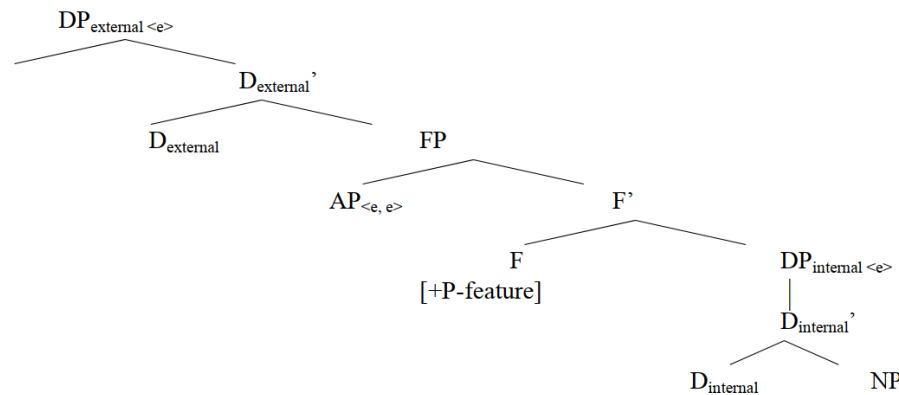 DPexternal <e>
Dexternal’
Dexternal FP
AP<e, e> F’
F DPinternal <e>
[+P-feature]
Dinternal’
Dinternal NP